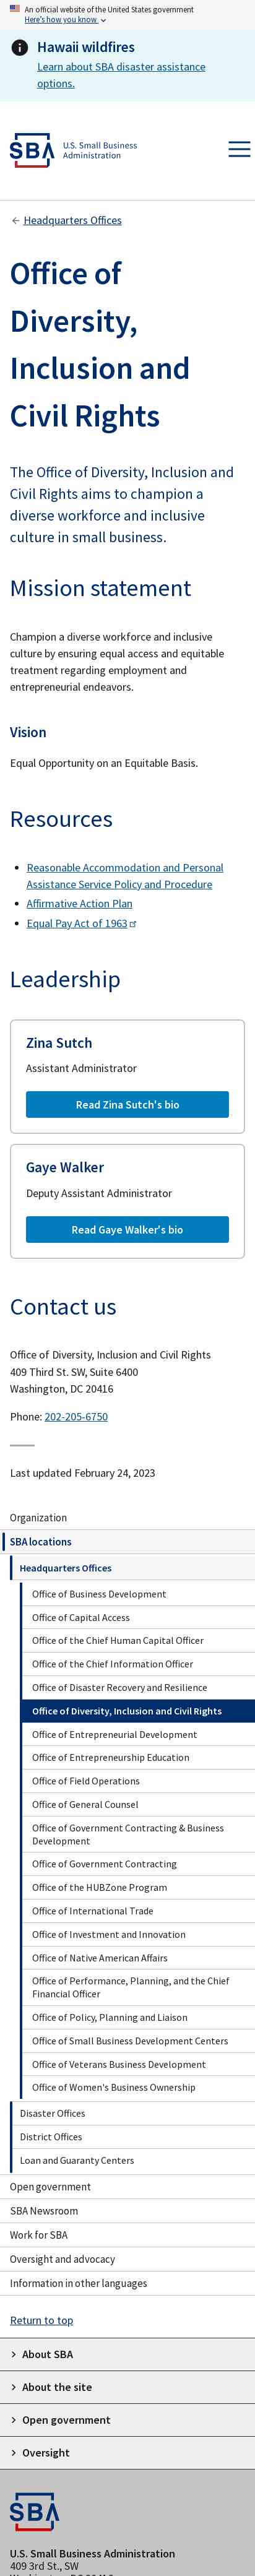 An official website of the United States government
Here's how you know
Hawaii wildfires
Learn about SBA disaster assistance
options.
SBA
U.S. Small Business
Administration
Headquarters Offices
Office of
Diversity,
Inclusion and
Civil Rights
The Office of Diversity, Inclusion and
Civil Rights aims to champion a
diverse workforce and inclusive
culture in small business.
Mission statement
Champion a diverse workforce and inclusive
culture by ensuring equal access and equitable
treatment regarding employment and
entrepreneurial endeavors.
Vision
Equal Opportunity on an Equitable Basis.
Resources
Reasonable Accommodation and Personal
Assistance Service Policy and Procedure
Affirmative Action Plan
Equal Pay Act of 1963
Leadership
Zina Sutch
Assistant Administrator
Read Zina Sutch's bio
Gaye Walker
Deputy Assistant Administrator
Read Gaye Walker's bio
Contact us
Office of Diversity, Inclusion and Civil Rights
409 Third St. SW, Suite 6400
Washington, DC 20416
Phone: 202-205-6750
Last updated February 24, 2023
Organization
SBA locations
Headquarters Offices
Office of Business Development
Office of Capital Access
Office of the Chief Human Capital Officer
Office of the Chief Information Officer
Office of Disaster Recovery and Resilience
Office of Diversity, Inclusion and Civil Rights
Office of Entrepreneurial Development
Office of Entrepreneurship Education
Office of Field Operations
Office of General Counsel
Office of Government Contracting & Business
Development
Office of Government Contracting
Office of the HUBZone Program
Office of International Trade
Office of Investment and Innovation
Office of Native American Affairs
Office of Performance, Planning, and the Chief
Financial Officer
Office of Policy, Planning and Liaison
Office of Small Business Development Centers
Office of Veterans Business Development
Office of Women's Business Ownership
Disaster Offices
District Offices
Loan and Guaranty Centers
Open government
SBA Newsroom
Work for SBA
Oversight and advocacy
Information in other languages
Return to top
About SBA
About the site
Open government
Oversight
SBA
U.S. Small Business Administration
409 3rd St., SW